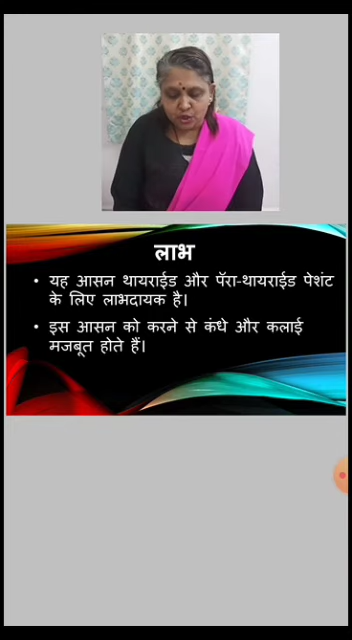 लाभ
• यह आसन थायराईड और पॅरा-थायराईड पेशंट
के लिए लाभदायक है।
• इस आसन को करने से कंधे और कलाई
मजबूत होते हैं।